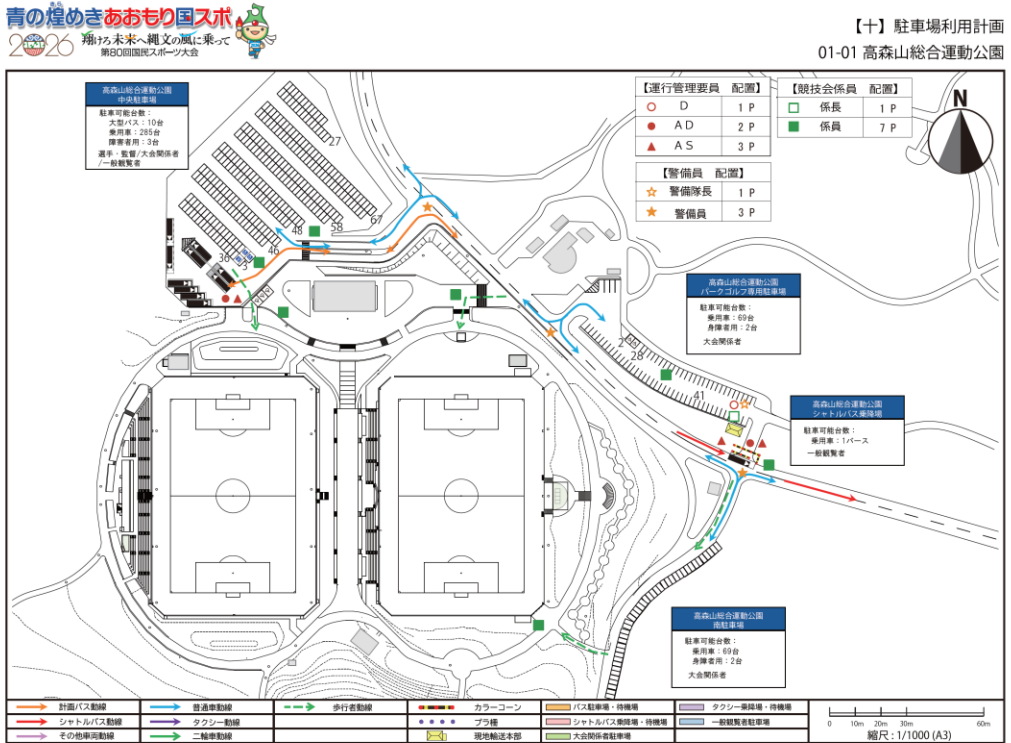 青の煌めきあおもり国スポ
2026 翔けろ未来へ縄文の風に乗って
第80回国民スポーツ大会
【十】駐車場利用計画
01-01 高森山総合運動公園
高森山総合運動公園
中央駐車場
駐車可能台数：
大型バス：10台
乗用車：285台
障害者用：3台
選手・監督/大会関係者
/一般観覧者
【運行管理要員 配置】
D 1 P
AD 2 P
AS 3 P
【競技会係員 配置】
係長 1 P
係員 7 P
【警備員 配置】
警備隊長 1 P
警備員 3 P
N
27
67
58
48
46
36
3
高森山総合運動公園
パークゴルフ専用駐車場
駐車可能台数：
乗用車：69台
身障者用：2台
大会関係者
2
28
41
高森山総合運動公園
シャトルバス乗降場
駐車可能台数：
乗用車：1バース
一般観覧者
高森山総合運動公園
南駐車場
駐車可能台数：
乗用車：69台
身障者用：2台
大会関係者
計画バス動線
普通車動線
歩行者動線
カラーコーン
バス駐車場・待機場
タクシー乗降場・待機場
シャトルバス動線
タクシー動線
プラ種
シャトルバス乗降場・待機場
一般観覧者駐車場
その他車両動線
二輪車動線
現地輸送本部
大会関係者駐車場
0 10m 20m 30m 60m
縮尺：1/1000 (A3)